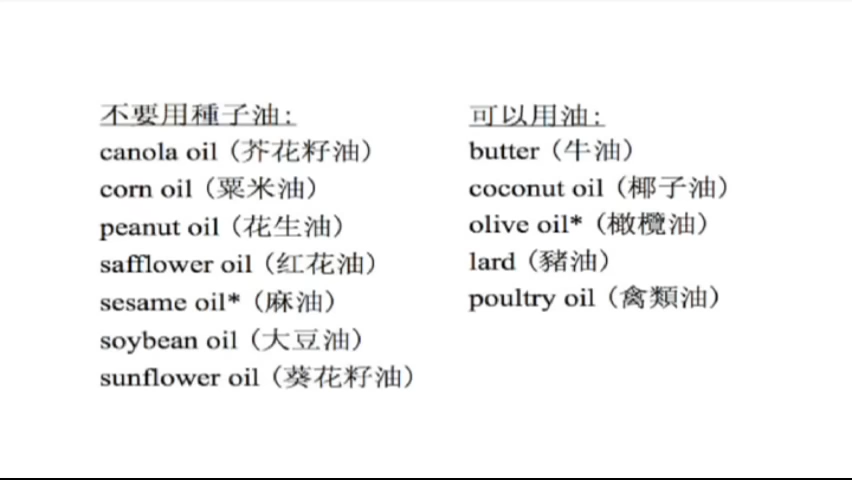 不要用種子油:
canola oil (芥花籽油)
corn oil (粟米油)
peanut oil (花生油)
safflower oil (红花油)
sesame oil* (麻油)
soybean oil (大豆油)
sunflower oil (葵花籽油)
可以用油:
butter (牛油)
coconut oil (椰子油)
olive oil* (橄欖油)
lard (豬油)
poultry oil (禽類油)